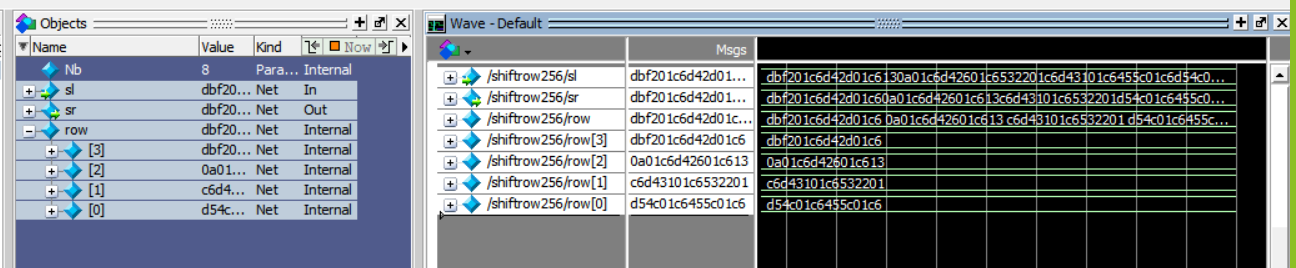 Objects
Wave - Default
Name Value Kind Now
Msgs
Nb 8 Para... Internal
sl dbf20... Net In
sr dbf20... Net Out
row dbf20... Net Internal
[3] dbf20... Net Internal
[2] 0a01... Net Internal
[1] c6d4... Net Internal
[0] d54c... Net Internal
/shiftrow256/sl dbf201c6d42d01... dbf201c6d42d01c6130a01c6d42601c6532201c6d43101c6455c01c6d54c0...
/shiftrow256/sr dbf201c6d42d01... dbf201c6d42d01c60a01c6d42601c613c6d43101c6532201d54c01c6455c0...
/shiftrow256/row dbf201c6d42d01c... dbf201c6d42d01c6 0a01c6d42601c613 c6d43101c6532201 d54c01c6455c...
/shiftrow256/row[3] dbf201c6d42d01c6 dbf201c6d42d01c6
/shiftrow256/row[2] 0a01c6d42601c613 0a01c6d42601c613
/shiftrow256/row[1] c6d43101c6532201 c6d43101c6532201
/shiftrow256/row[0] d54c01c6455c01c6 d54c01c6455c01c6